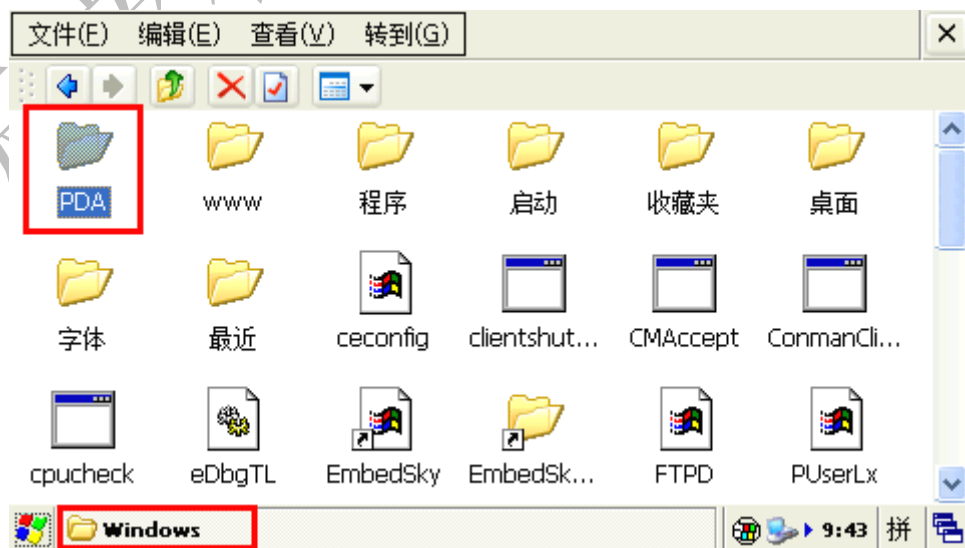 文件(F) 编辑(E) 查看(V) 转到(G)
PDA www 程序 启动 收藏夹 桌面
字体 最近 ceconfig clientshut... CMAccept ConmanCli...
cpucheck eDbgTL EmbedSky EmbedSk... FTPD PUserLx
Windows 9:43 拼